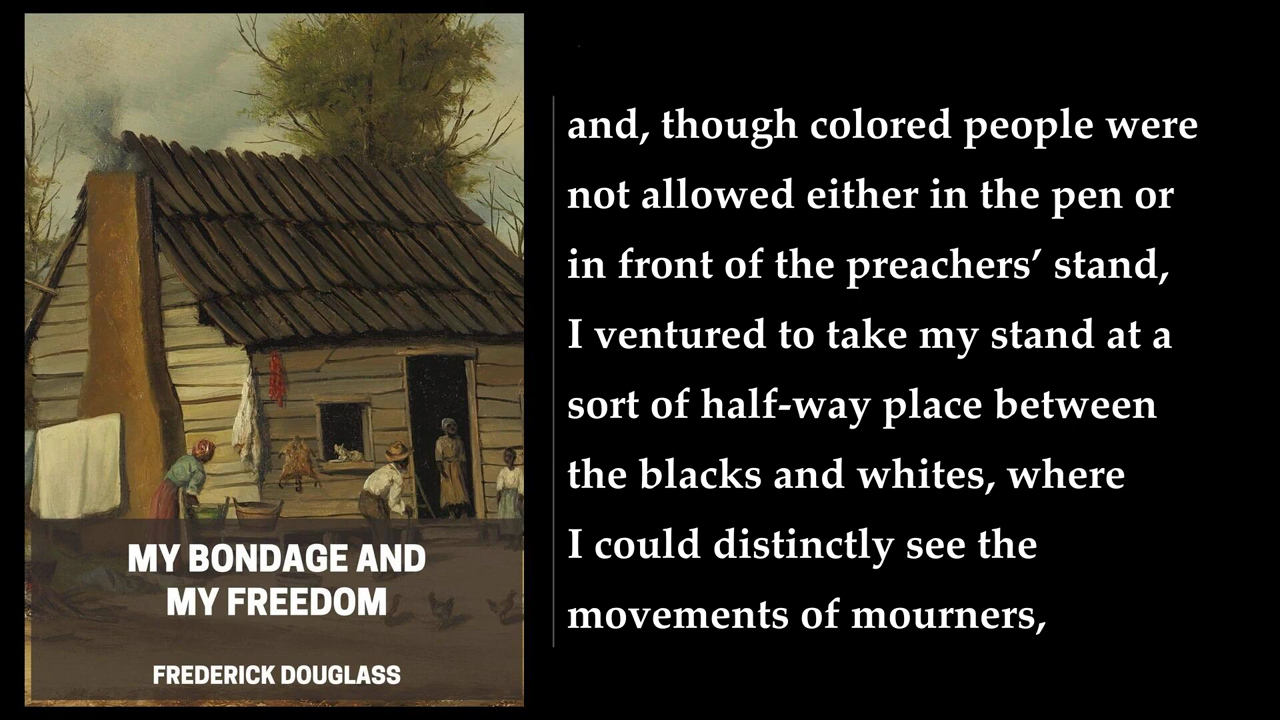 MY BONDAGE AND
MY FREEDOM
FREDERICK DOUGLASS
and, though colored people were
not allowed either in the pen or
in front of the preachers’ stand,
I ventured to take my stand at a
sort of half-way place between
the blacks and whites, where
I could distinctly see the
movements of mourners,